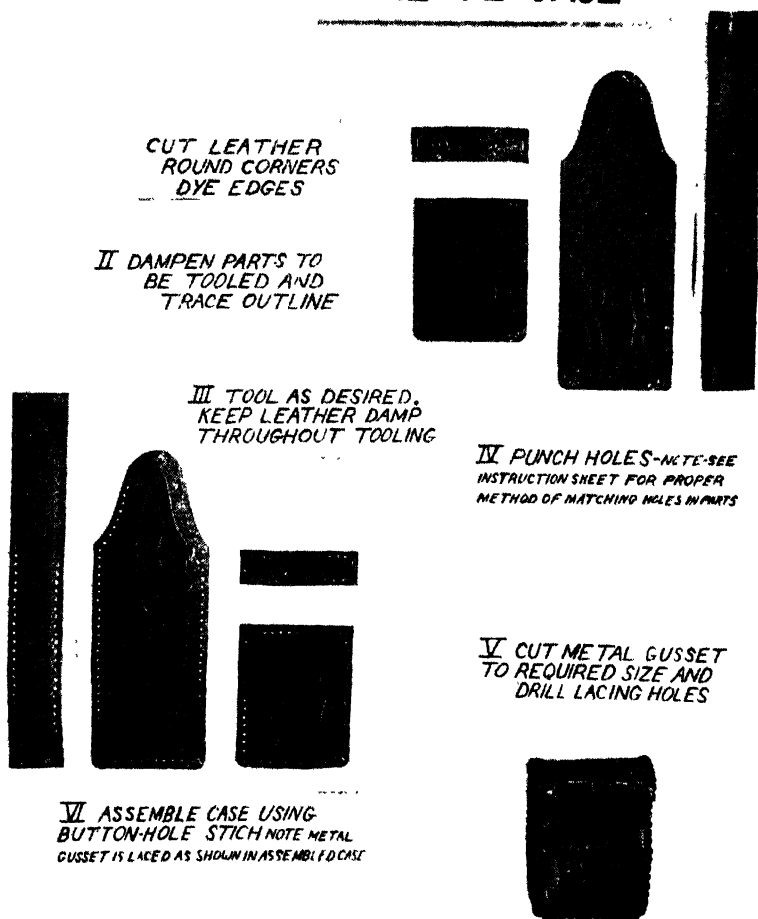 CASE
CUT LEATHER
ROUND CORNERS
DYE EDGES
II DAMPEN PARTS TO
BE TOOLED AND
TRACE OUTLINE
III TOOL AS DESIRED.
KEEP LEATHER DAMP
THROUGHOUT TOOLING
IV PUNCH HOLES-NOTE-SEE
INSTRUCTION SHEET FOR PROPER
METHOD OF MATCHING HOLES IN PARTS
V CUT METAL GUSSET
TO REQUIRED SIZE AND
DRILL LACING HOLES
VI ASSEMBLE CASE USING
BUTTON-HOLE STICH NOTE METAL
GUSSET IS LACED AS SHOWN IN ASSEMBLED CASE